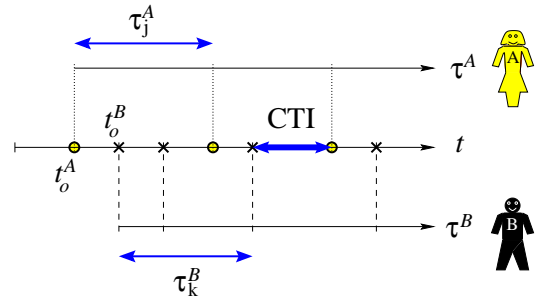 τ_j^A
A
τ^A
t_o^B
CTI
t
t_o^A
B
τ^B
τ_k^B